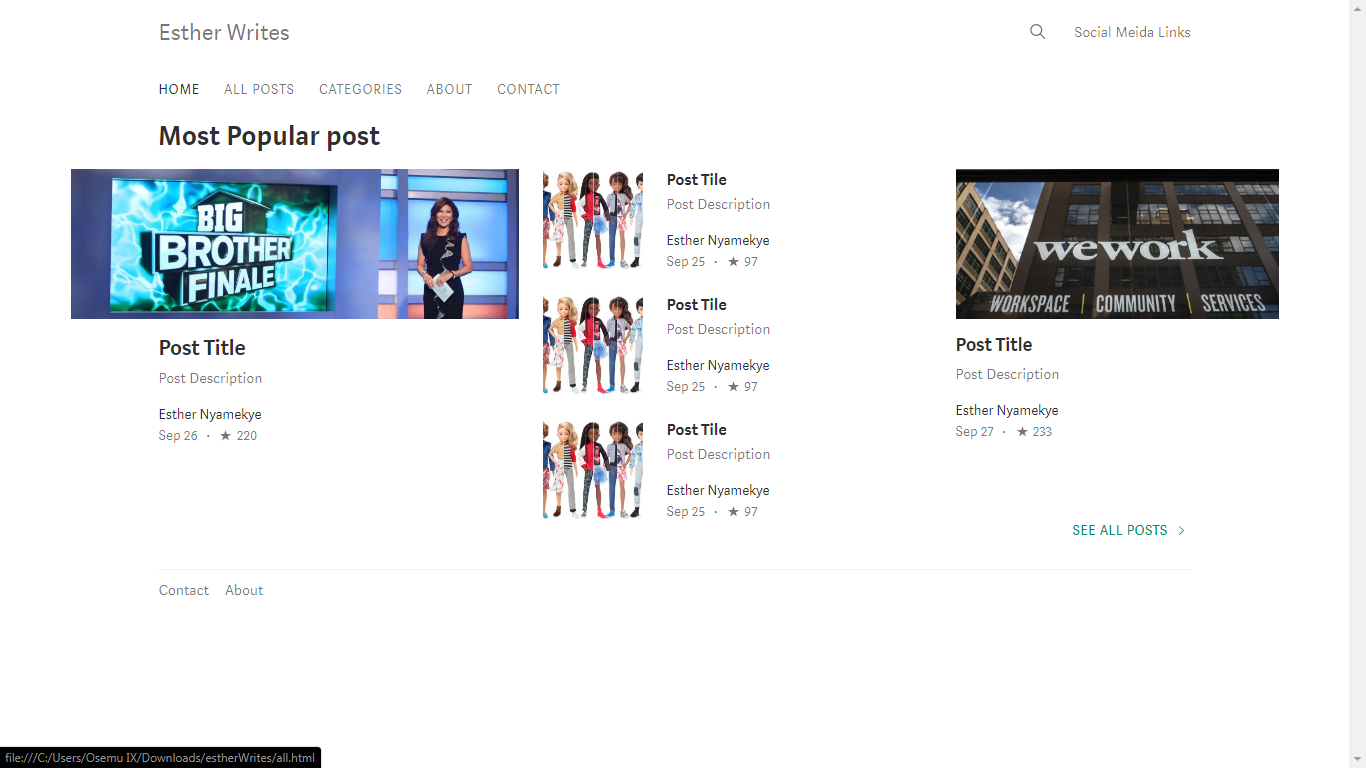 Esther Writes
Social Meida Links
HOME ALL POSTS CATEGORIES ABOUT CONTACT
Most Popular post
BIG
BROTHER
FINALE
Post Title
Post Description
Esther Nyamekye
Sep 26 · ★ 220
Post Tile
Post Description
Esther Nyamekye
Sep 25 · ★ 97
Post Tile
Post Description
Esther Nyamekye
Sep 25 · ★ 97
Post Tile
Post Description
Esther Nyamekye
Sep 25 · ★ 97
wework
WORKSPACE | COMMUNITY | SERVICES
Post Title
Post Description
Esther Nyamekye
Sep 27 · ★ 233
SEE ALL POSTS >
Contact About
file:///C:/Users/Osemu IX/Downloads/estherWrites/all.html